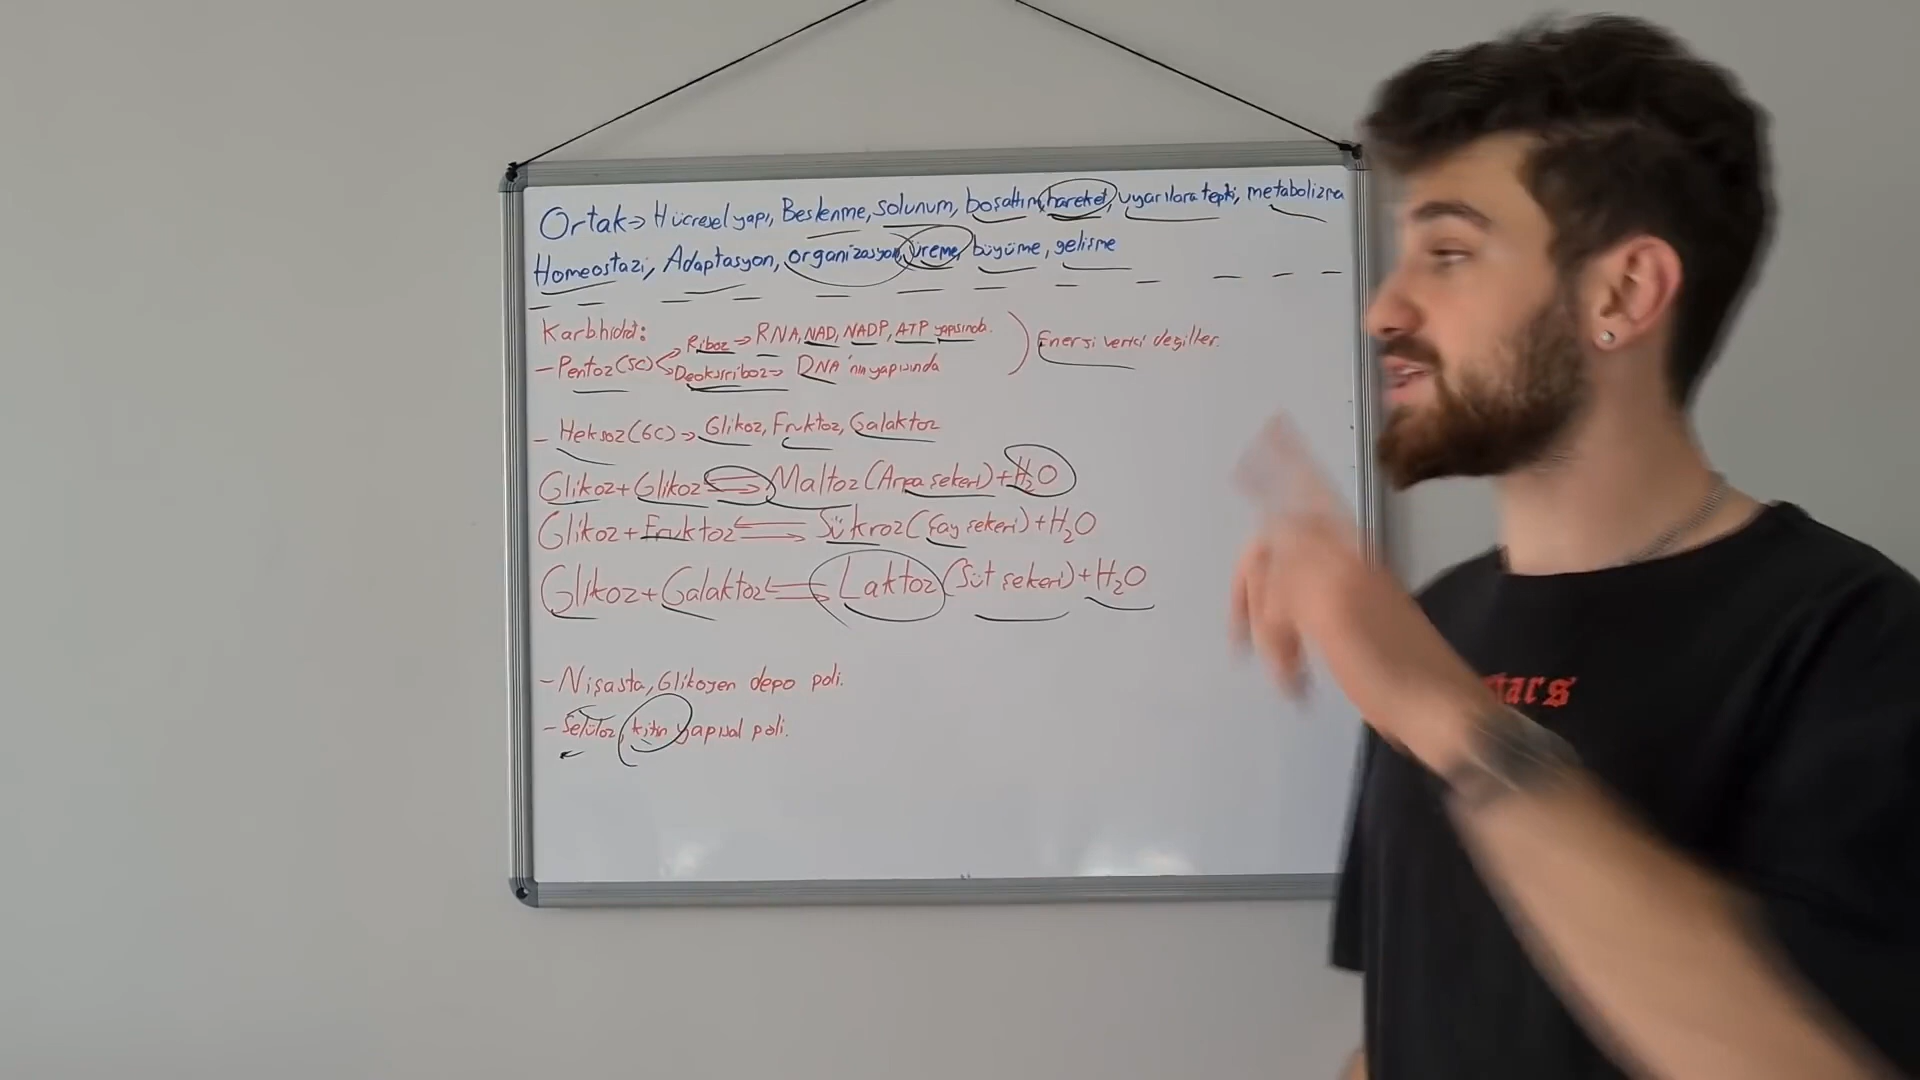 Ortak => Hücresel yapı, Beslenme, solunum, boşaltım, hareket, uyarılara tepki, metabolizma
Homeostazi, Adaptasyon, organizasyon, üreme, büyüme, gelişme
Karbhidrat:
- Pentoz(5C) Riboz => RNA, NAD, NADP, ATP yapısında.
Deoksiriboz => DNA'nın yapısında
) Enerji verici değiller.
- Heksoz(6C) => Glikoz, Fruktoz, Galaktoz
Glikoz + Glikoz ⇌ Maltoz (Arpa şekeri) + H₂O
Glikoz + Fruktoz ⇌ Sükroz (Çay şekeri) + H₂O
Glikoz + Galaktoz ⇌ Laktoz (Süt şekeri) + H₂O
- Nişasta, Glikojen depo poli.
- Selüloz, kitin yapısal poli.